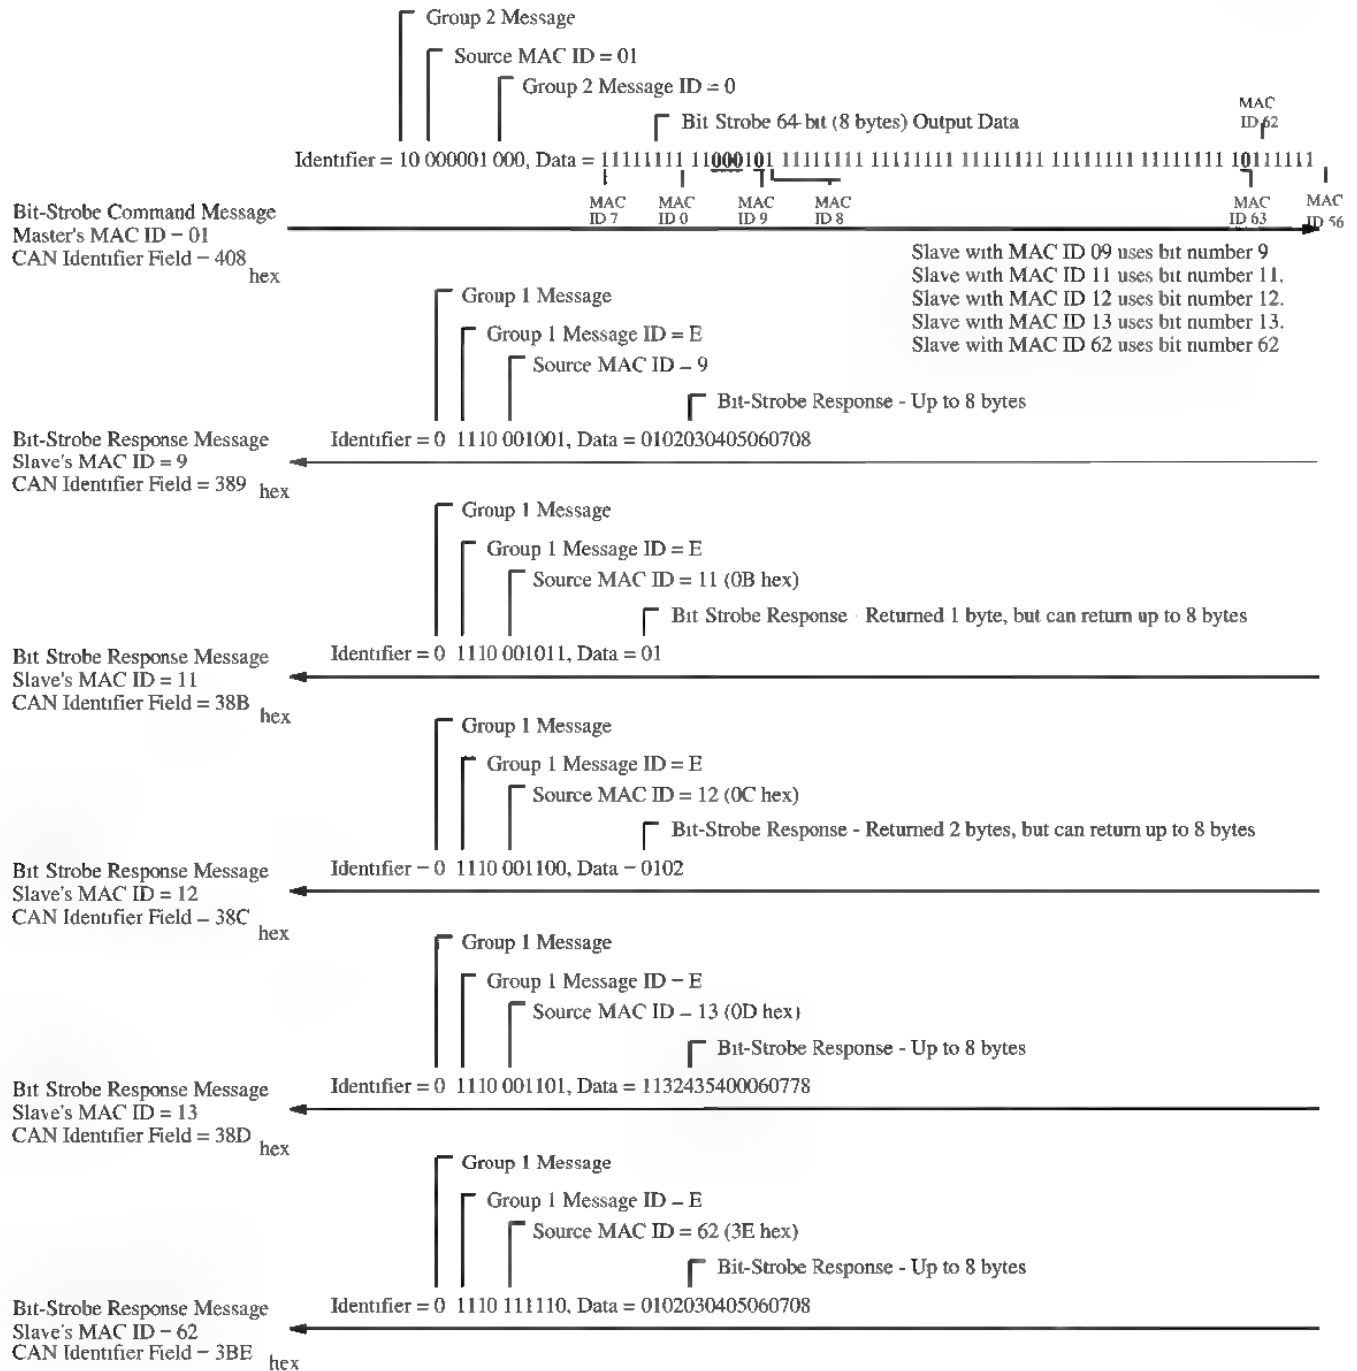 Group 2 Message
Source MAC ID = 01
Group 2 Message ID = 0
Bit Strobe 64-bit (8 bytes) Output Data
MAC
ID 62
Identifier = 10 000001 000, Data = 11111111 11000101 11111111 11111111 11111111 11111111 11111111 10111111
MAC
ID 7
MAC
ID 0
MAC
ID 9
MAC
ID 8
MAC
ID 63
MAC
ID 56
Bit-Strobe Command Message
Master's MAC ID – 01
CAN Identifier Field – 408 hex
Slave with MAC ID 09 uses bit number 9
Slave with MAC ID 11 uses bit number 11.
Slave with MAC ID 12 uses bit number 12.
Slave with MAC ID 13 uses bit number 13.
Slave with MAC ID 62 uses bit number 62
Group 1 Message
Group 1 Message ID = E
Source MAC ID – 9
Bit-Strobe Response - Up to 8 bytes
Identifier = 0 1110 001001, Data = 0102030405060708
Bit-Strobe Response Message
Slave's MAC ID = 9
CAN Identifier Field = 389 hex
Group 1 Message
Group 1 Message ID = E
Source MAC ID = 11 (0B hex)
Bit Strobe Response - Returned 1 byte, but can return up to 8 bytes
Identifier = 0 1110 001011, Data = 01
Bit Strobe Response Message
Slave's MAC ID = 11
CAN Identifier Field = 38B hex
Group 1 Message
Group 1 Message ID = E
Source MAC ID = 12 (0C hex)
Bit-Strobe Response - Returned 2 bytes, but can return up to 8 bytes
Identifier – 0 1110 001100, Data – 0102
Bit Strobe Response Message
Slave's MAC ID = 12
CAN Identifier Field – 38C hex
Group 1 Message
Group 1 Message ID – E
Source MAC ID – 13 (0D hex)
Bit-Strobe Response - Up to 8 bytes
Identifier = 0 1110 001101, Data = 1132435400060778
Bit Strobe Response Message
Slave's MAC ID = 13
CAN Identifier Field = 38D hex
Group 1 Message
Group 1 Message ID – E
Source MAC ID = 62 (3E hex)
Bit-Strobe Response - Up to 8 bytes
Identifier = 0 1110 111110, Data = 0102030405060708
Bit-Strobe Response Message
Slave's MAC ID – 62
CAN Identifier Field – 3BE hex